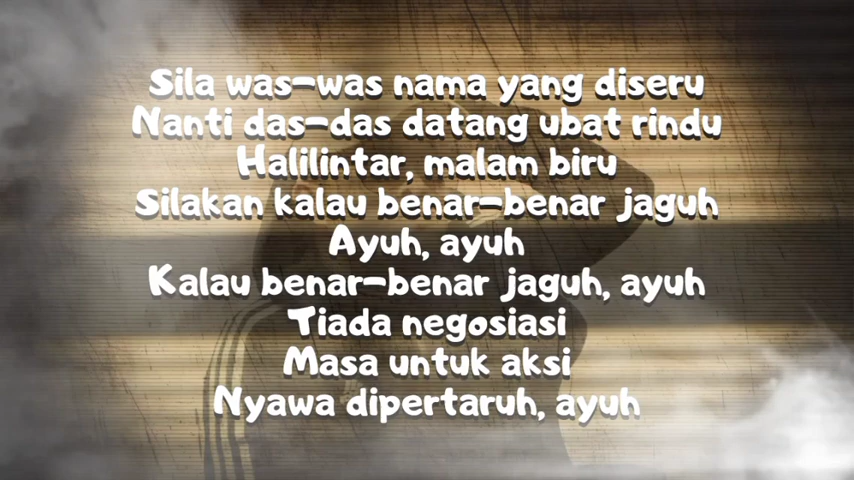 Sila was-was nama yang diseru
Nanti das-das datang ubat rindu
Halilintar, malam biru
Silakan kalau benar-benar jaguh
Ayuh, ayuh
Kalau benar-benar jaguh, ayuh
Tiada negosiasi
Masa untuk aksi
Nyawa dipertaruh, ayuh